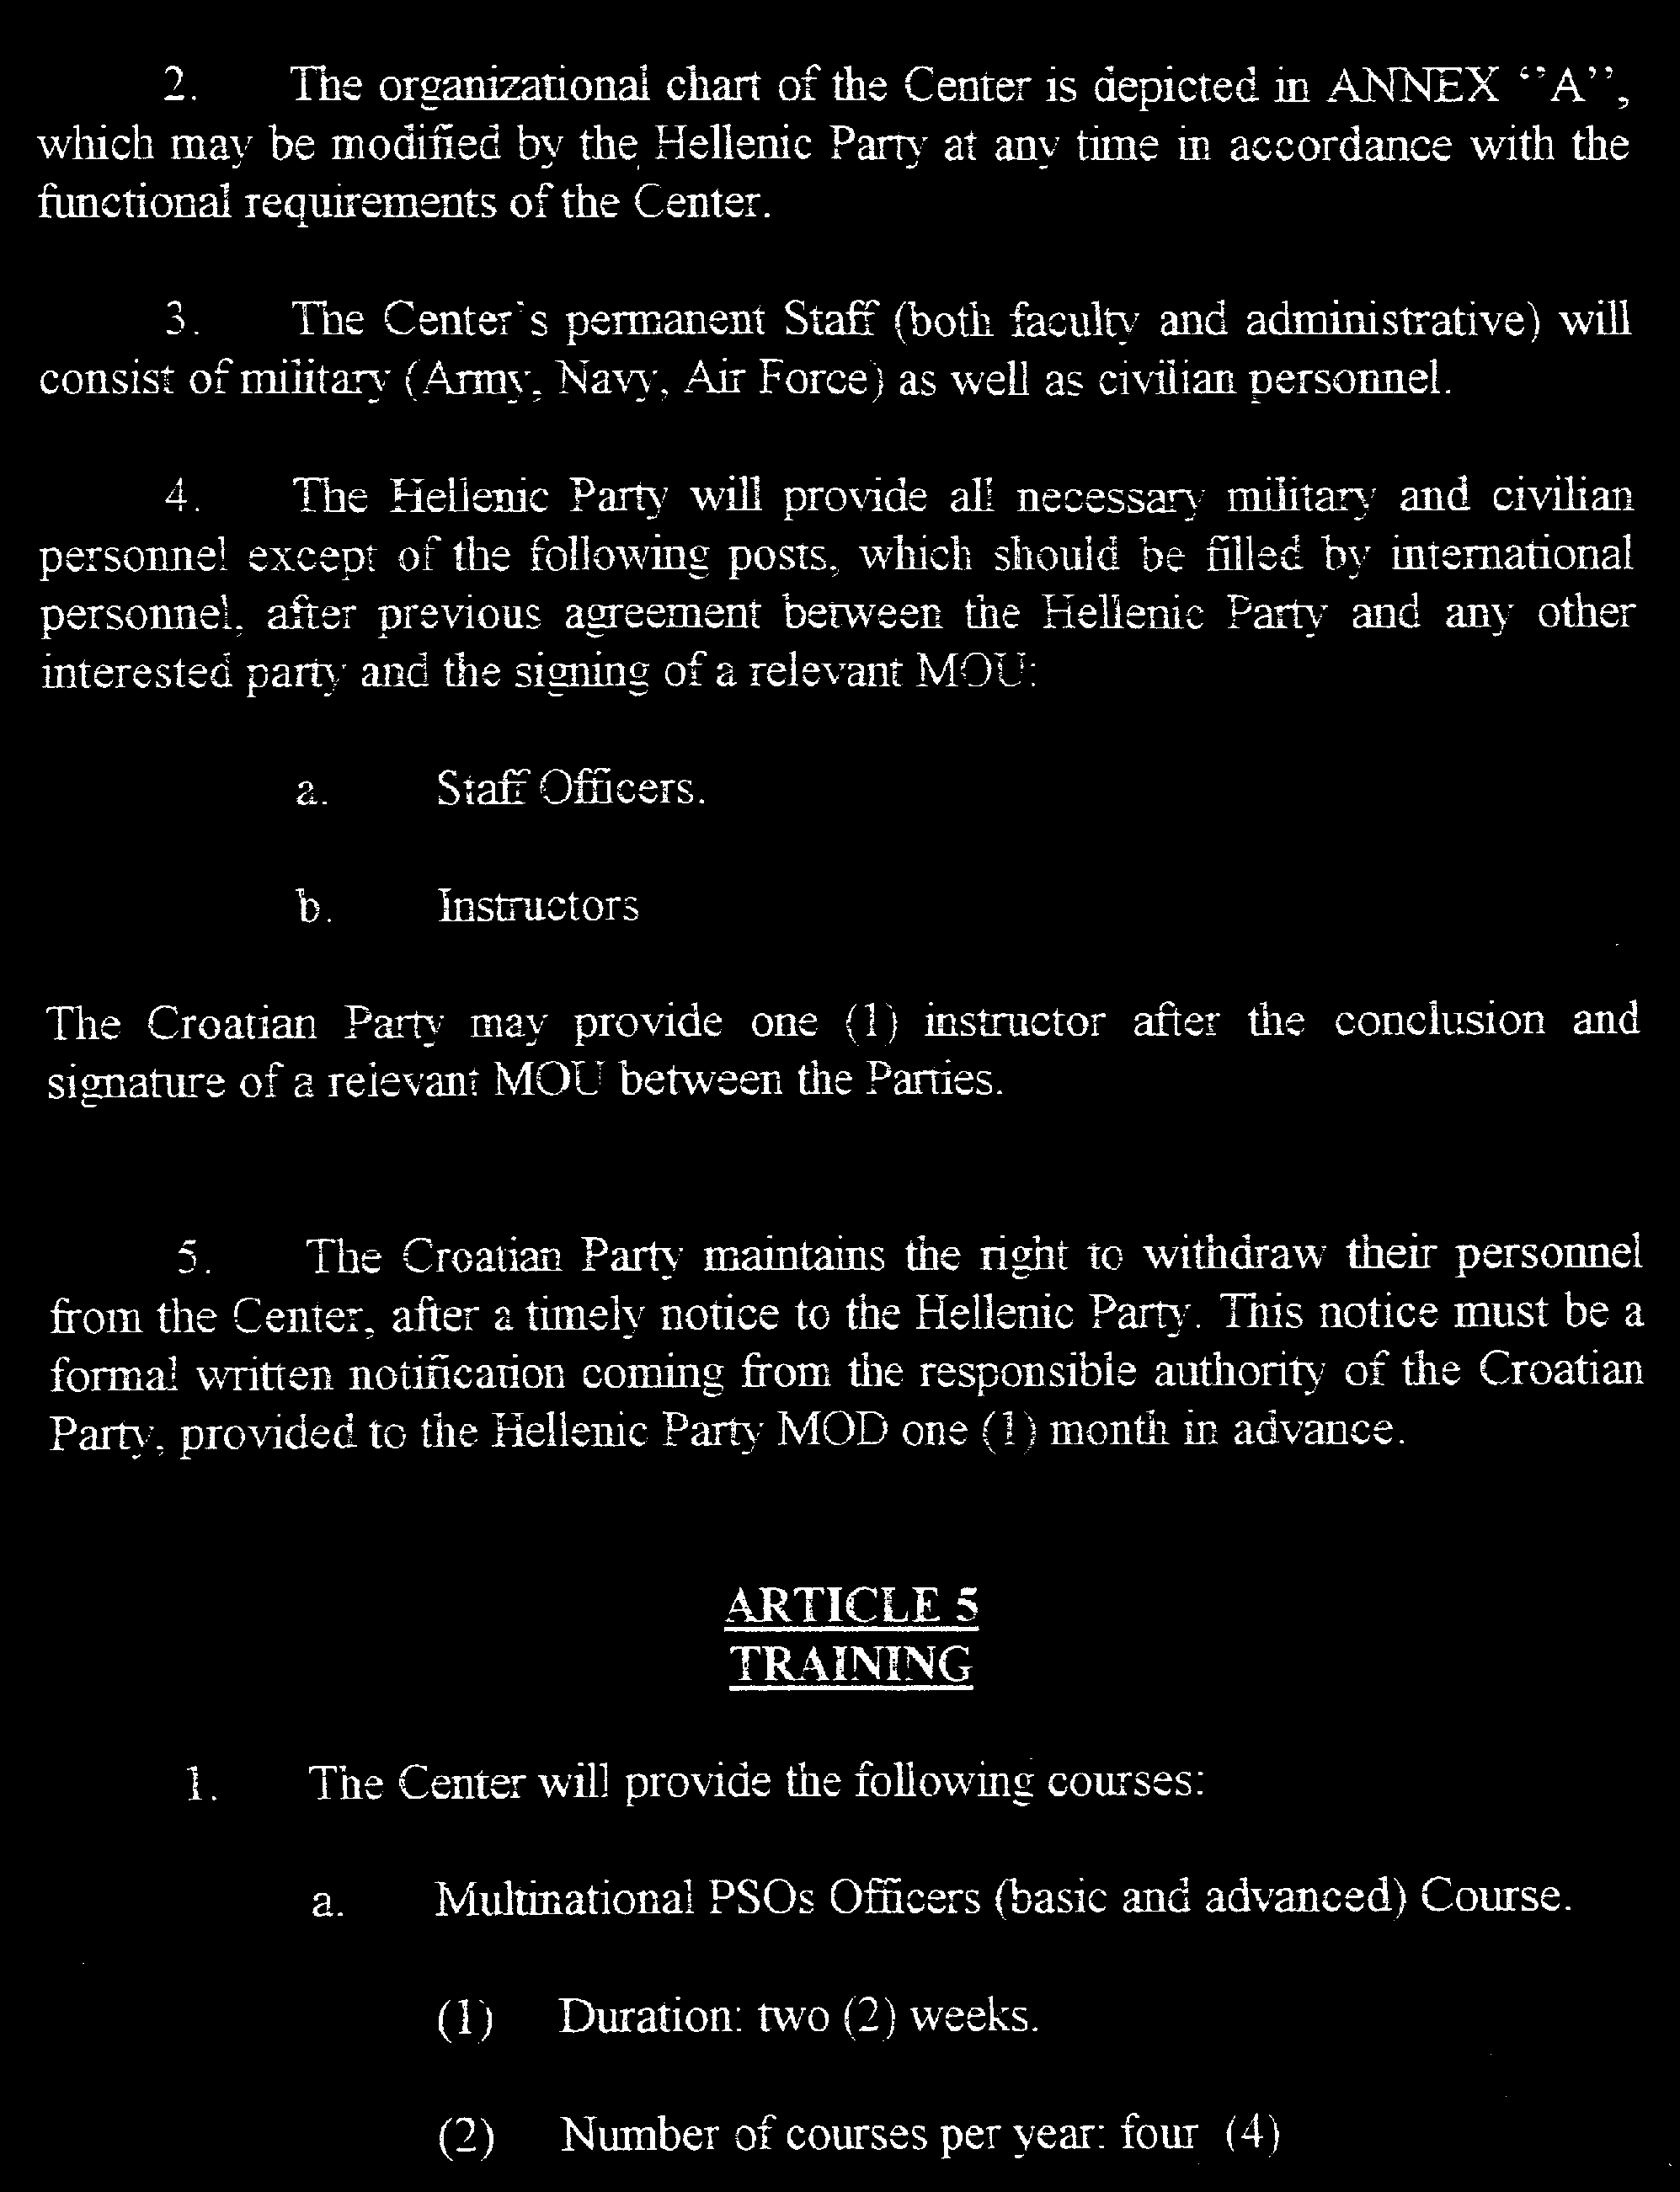 2. The organizational chart of the Center is depicted in ANNEX ‘’A’’,
which may be modified by the Hellenic Party at any time in accordance with the
functional requirements of the Center.
3. The Center's permanent Staff (both faculty and administrative) will
consist of military (Army, Navy, Air Force) as well as civilian personnel.
4. The Hellenic Party will provide all necessary military and civilian
personnel except of the following posts, which should be filled by international
personnel, after previous agreement between the Hellenic Party and any other
interested party and the signing of a relevant MOU:
a. Staff Officers.
b. Instructors
The Croatian Party may provide one (1) instructor after the conclusion and
signature of a relevant MOU between the Parties.
5. The Croatian Party maintains the right to withdraw their personnel
from the Center, after a timely notice to the Hellenic Party. This notice must be a
formal written notification coming from the responsible authority of the Croatian
Party, provided to the Hellenic Party MOD one (1) month in advance.
ARTICLE 5
TRAINING
1. The Center will provide the following courses:
a. Multinational PSOs Officers (basic and advanced) Course.
(1) Duration: two (2) weeks.
(2) Number of courses per year: four (4)